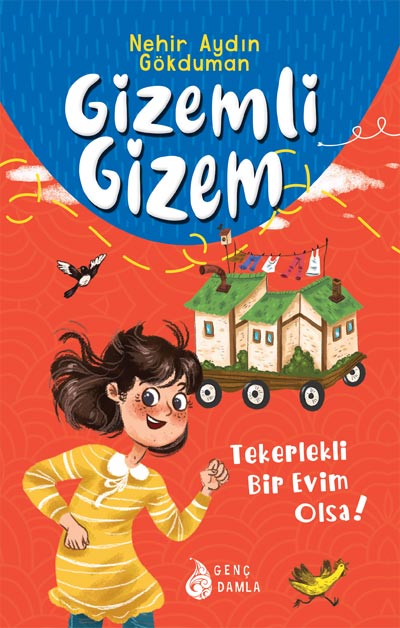 Nehir Aydın
Gökduman
Gizemli
Gizem
Tekerlekli
Bir Evim
Olsa!
GENÇ
DAMLA